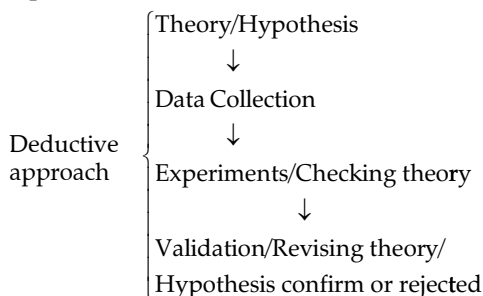 Theory/Hypothesis
↓
Data Collection
↓
Deductive
approach
Experiments/Checking theory
↓
Validation/Revising theory/
Hypothesis confirm or rejected